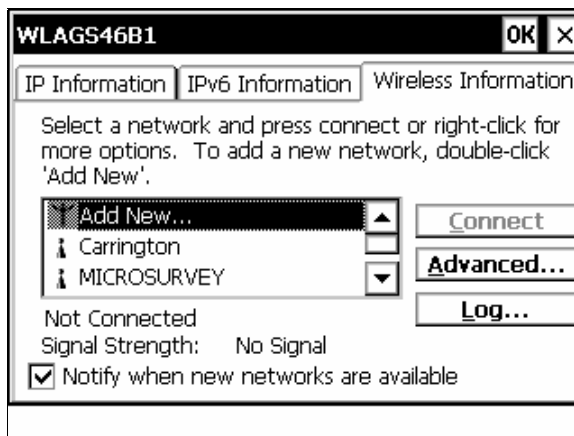 WLAGS46B1 OK ×
IP Information IPv6 Information Wireless Information
Select a network and press connect or right-click for
more options. To add a new network, double-click
'Add New'.
Add New...
Carrington
MICROSURVEY
Connect
Advanced...
Log...
Not Connected
Signal Strength: No Signal
Notify when new networks are available